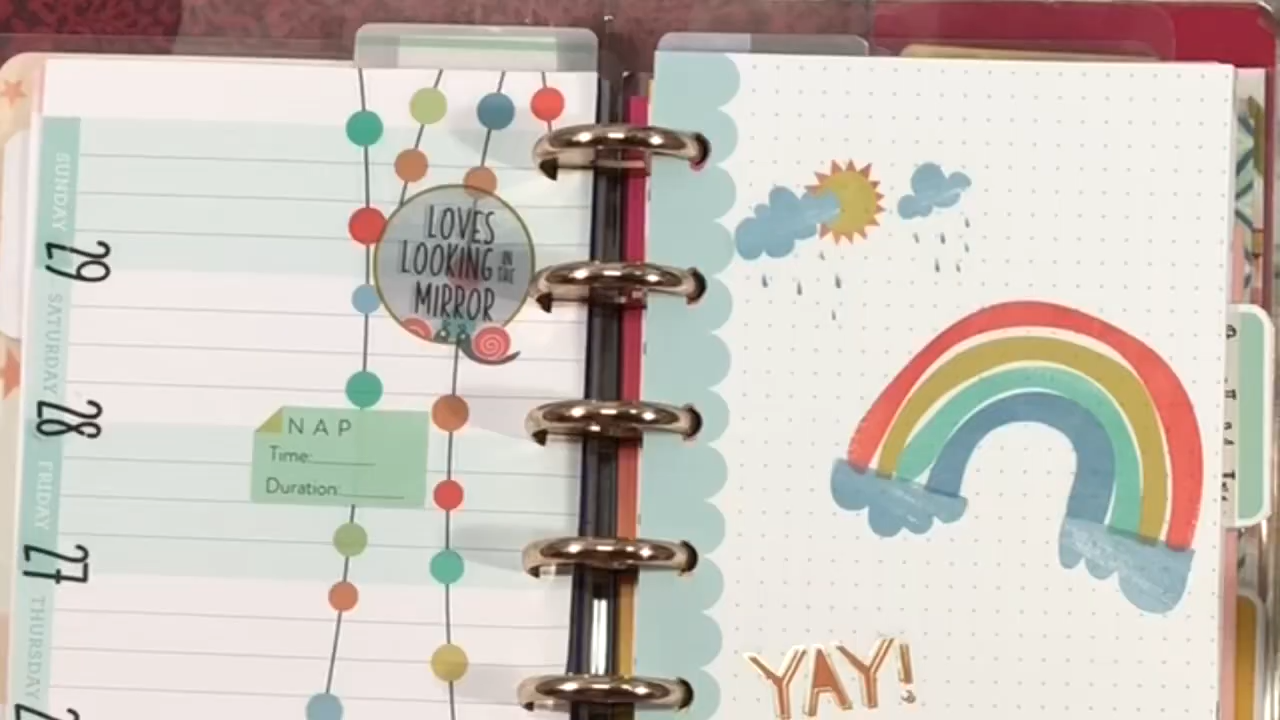 SUNDAY
29
SATURDAY
28
FRIDAY
27
THURSDAY
LOVES
LOOKING IN THE
MIRROR
NAP
Time:
Duration:
YAY!